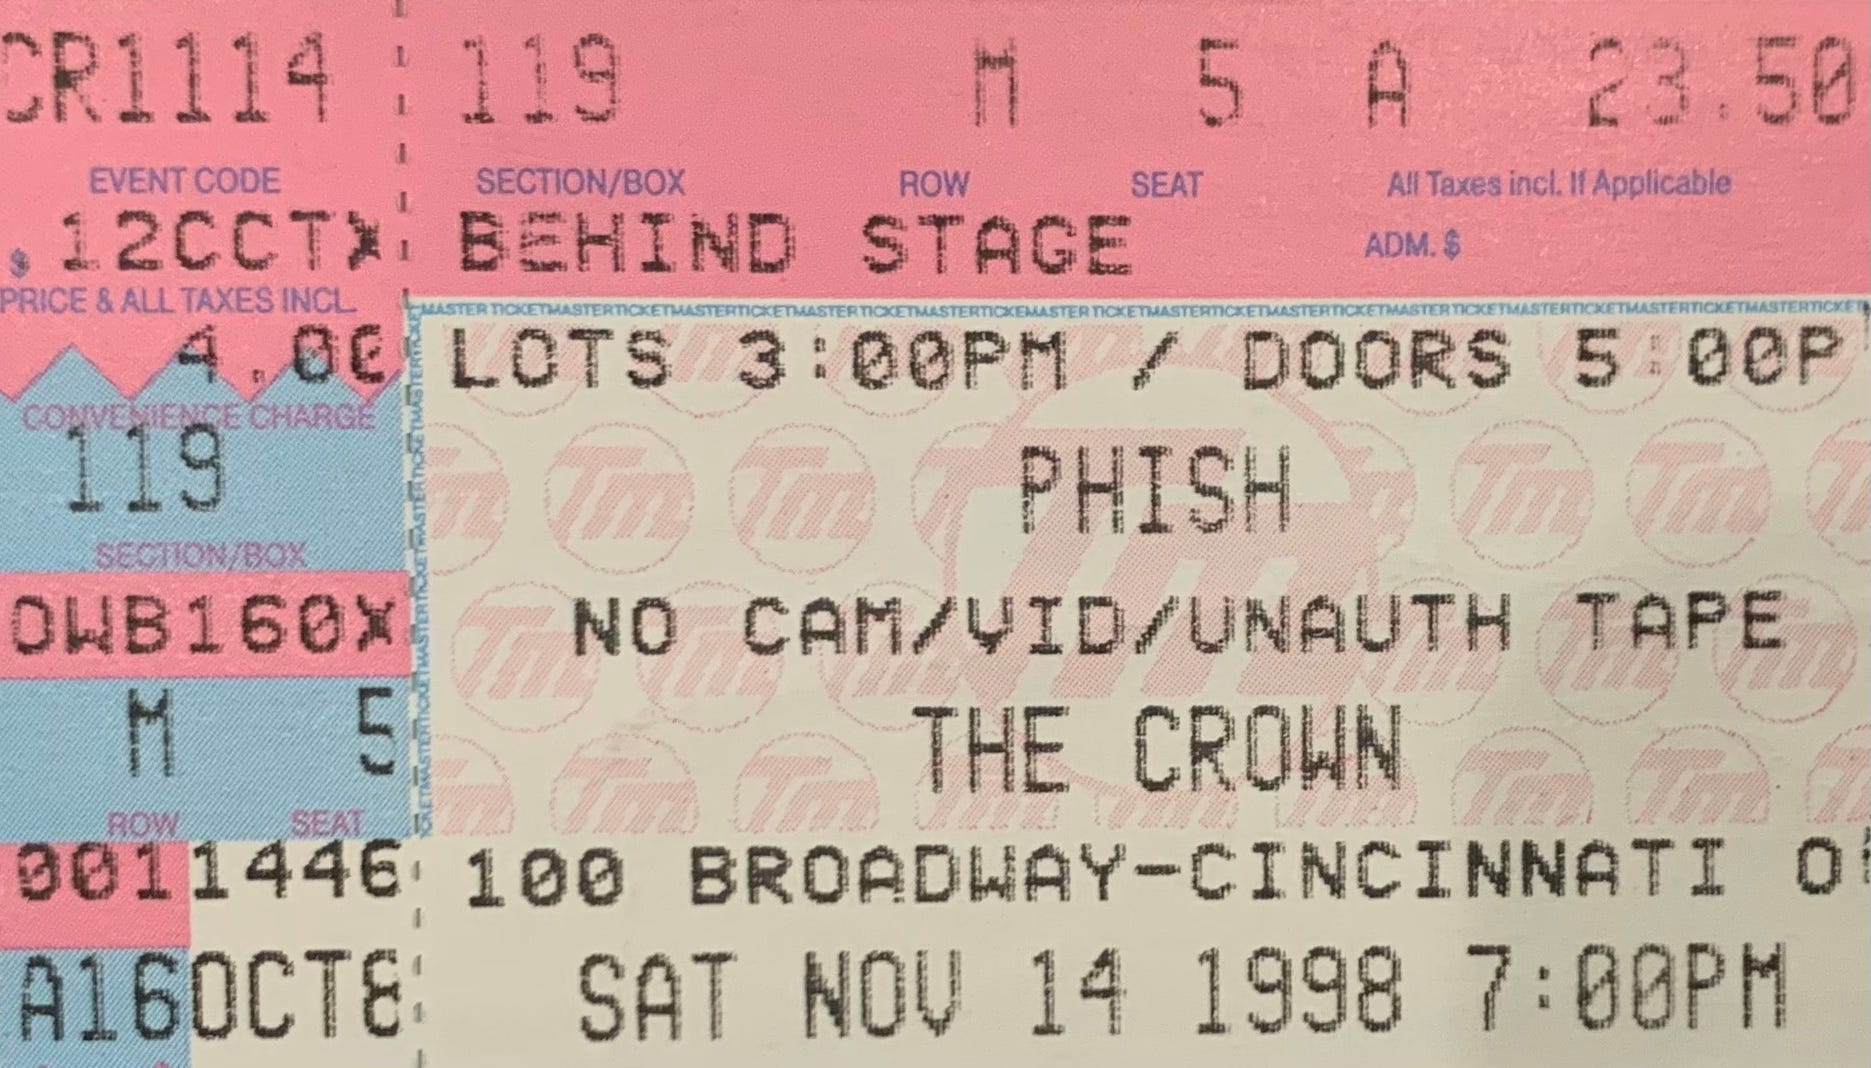 CR1114 119 M 5 A 23.50
EVENT CODE SECTION/BOX ROW SEAT All Taxes incl. If Applicable
$ 12CCTX BEHIND STAGE ADM. $
PRICE & ALL TAXES INCL.
4.00 LOTS 3:00PM / DOORS 5:00P
CONVENIENCE CHARGE
119 PHISH
SECTION/BOX
OWB160X NO CAM/VID/UNAUTH TAPE
M 5 THE CROWN
ROW SEAT
0011446 100 BROADWAY-CINCINNATI
A16OCT8 SAT NOV 14 1998 7:00PM